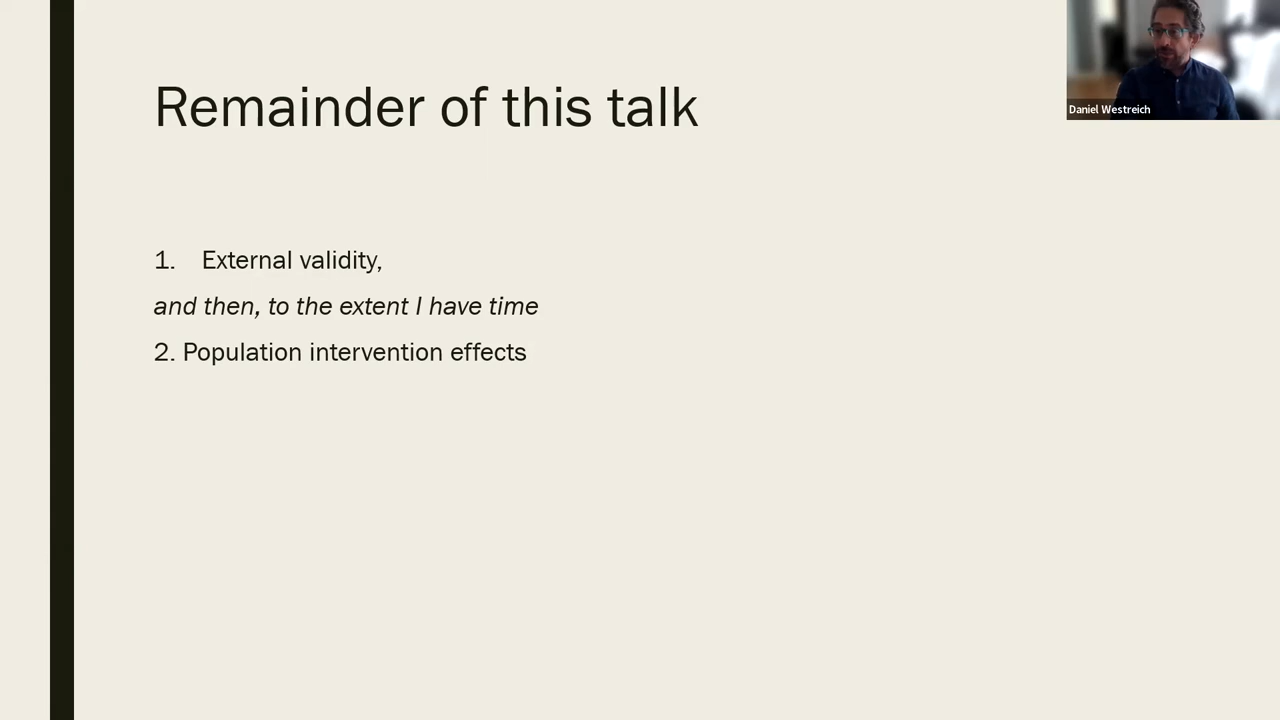 Remainder of this talk
Daniel Westreich
1. External validity,
and then, to the extent I have time
2. Population intervention effects